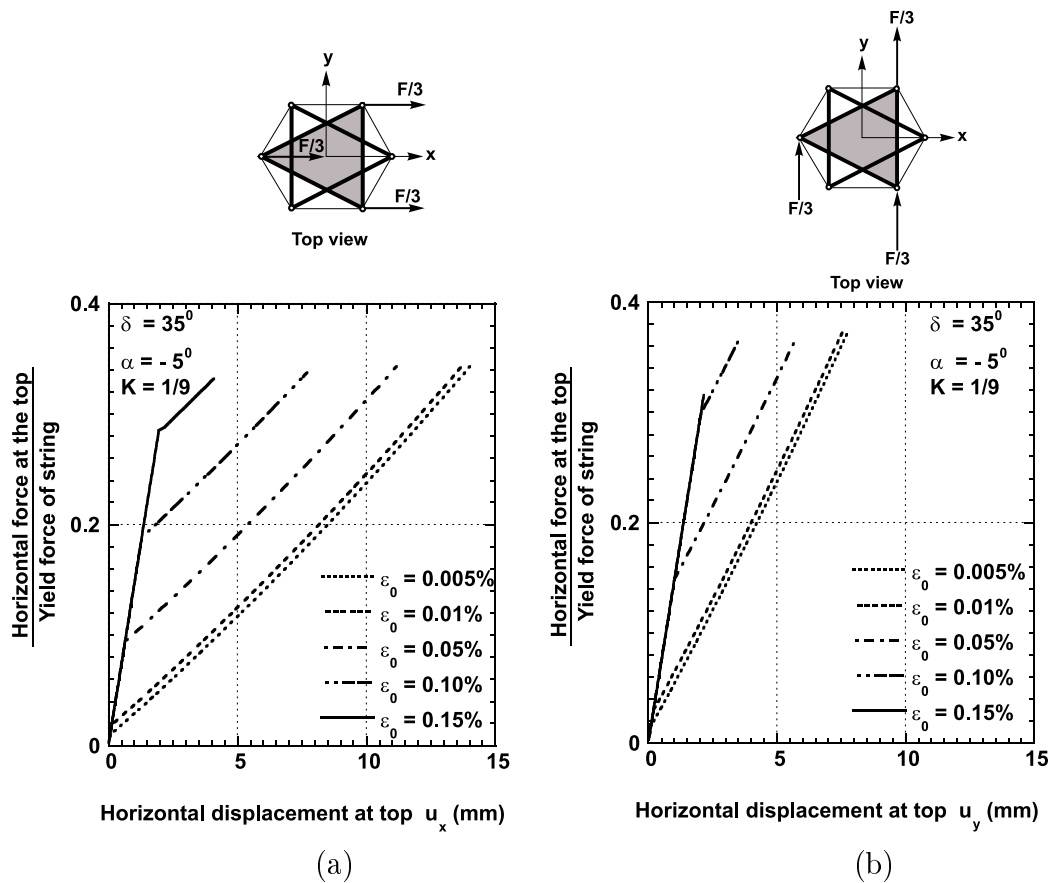 y
F/3
F/3
x
F/3
Top view
F/3
y
x
F/3
F/3
Top view
0.4
δ = 35⁰
α = - 5⁰
K = 1/9
Horizontal force at the top
Yield force of string
0.2
ε₀ = 0.005%
ε₀ = 0.01%
ε₀ = 0.05%
ε₀ = 0.10%
ε₀ = 0.15%
0
0 5 10 15
Horizontal displacement at top uₓ (mm)
(a)
0.4
δ = 35⁰
α = - 5⁰
K = 1/9
Horizontal force at the top
Yield force of string
0.2
ε₀ = 0.005%
ε₀ = 0.01%
ε₀ = 0.05%
ε₀ = 0.10%
ε₀ = 0.15%
0
0 5 10 15
Horizontal displacement at top u_y (mm)
(b)